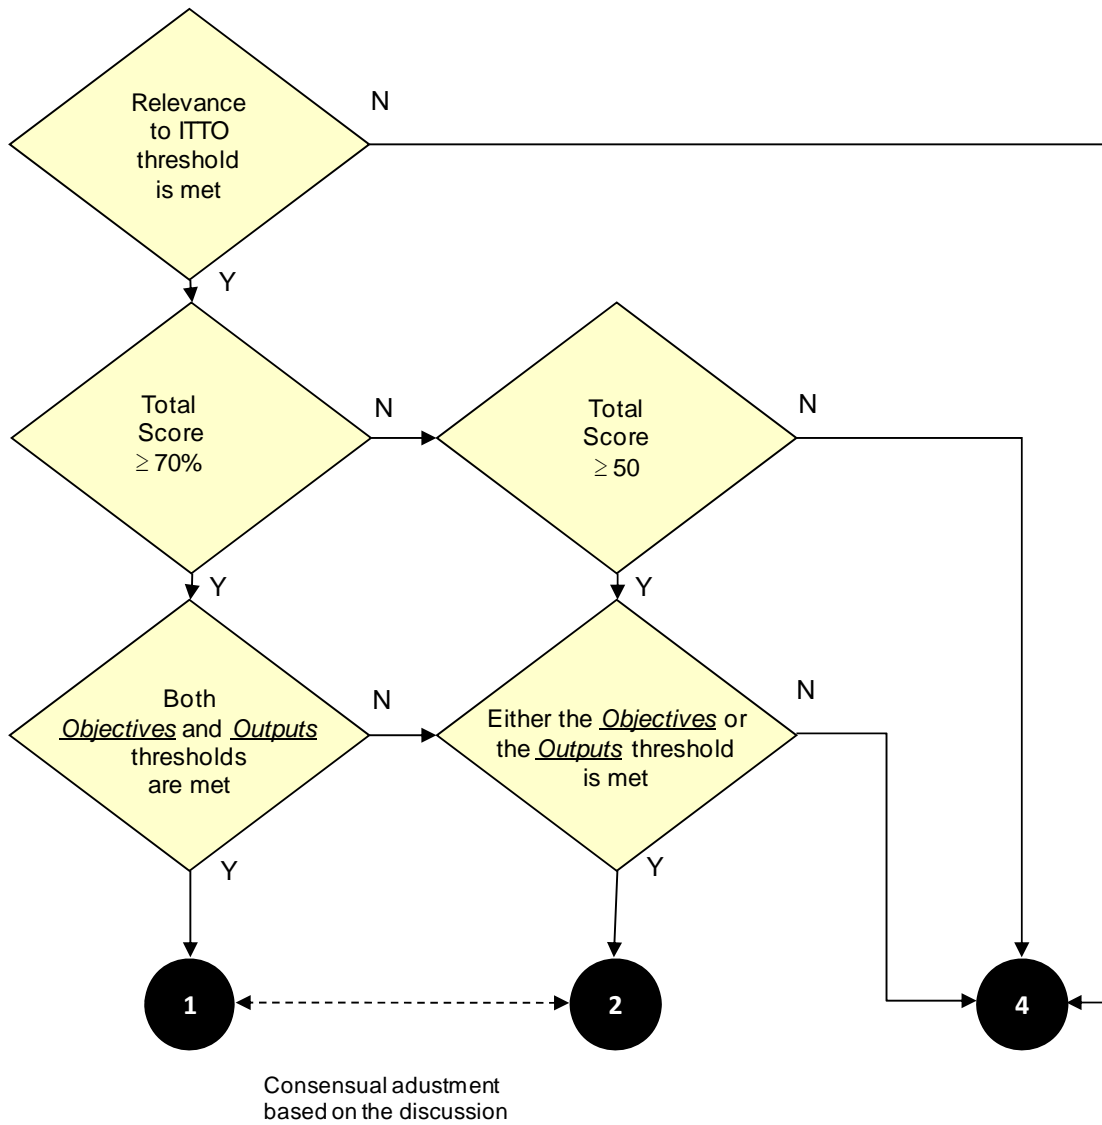 Relevance
to ITTO
threshold
is met
N
Y
Total
Score
≥ 70%
N
Y
Total
Score
≥ 50
N
Y
Both
Objectives and Outputs
thresholds
are met
N
Y
Either the Objectives or
the Outputs threshold
is met
N
Y
1
2
4
Consensual adustment
based on the discussion